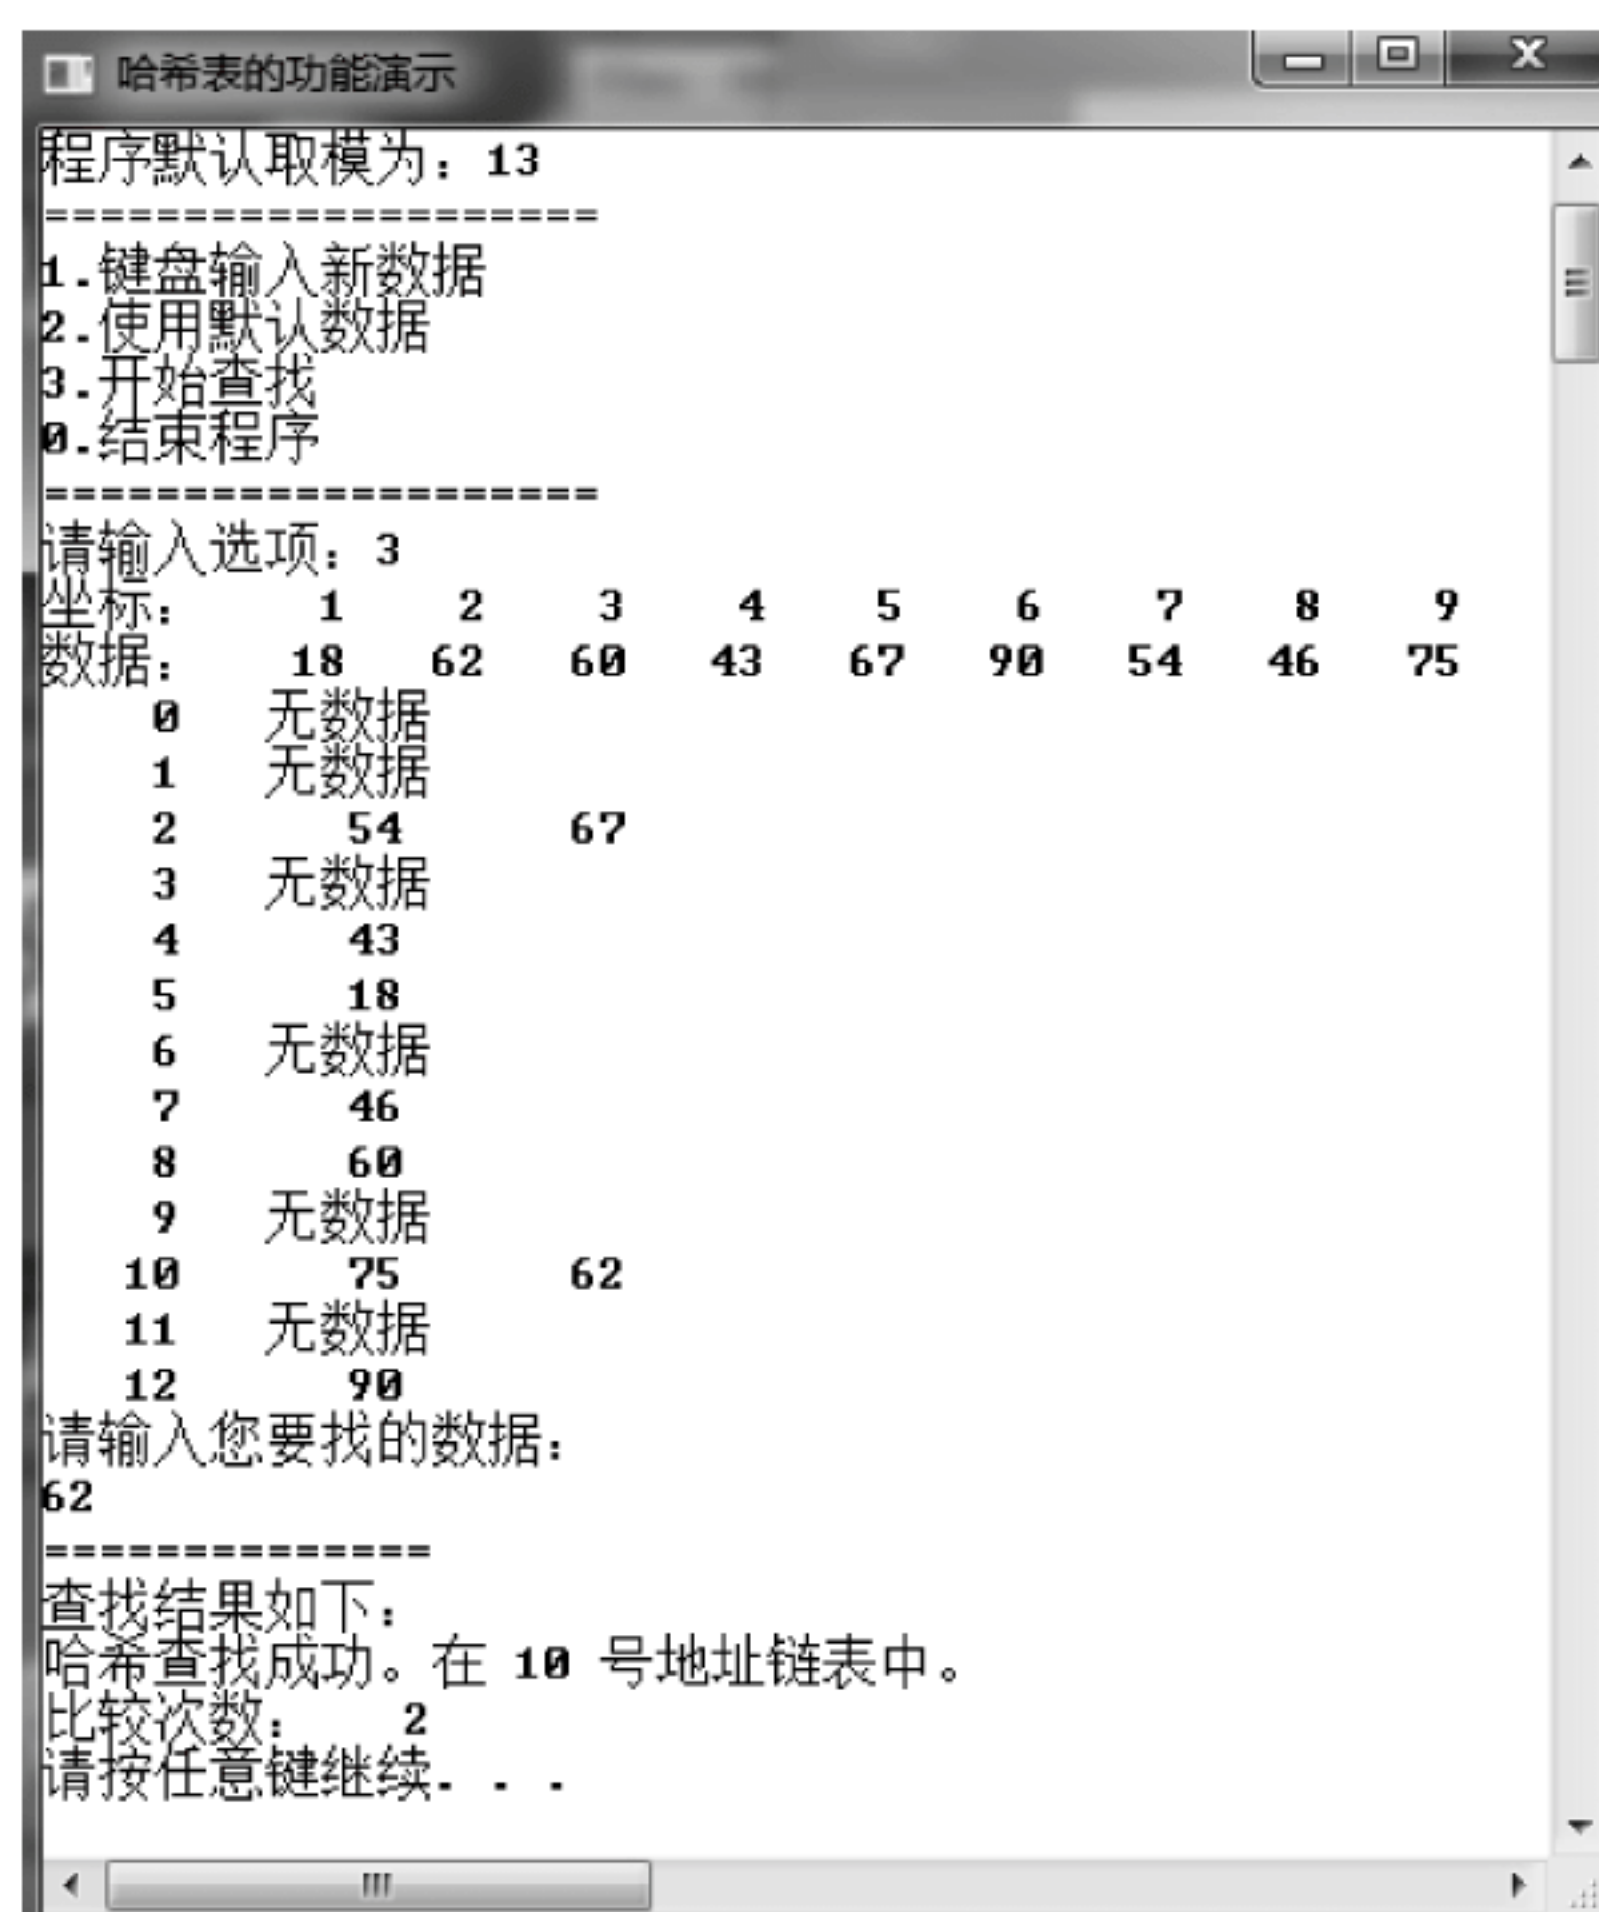 哈希表的功能演示
程序默认取模为：13
====================
1.键盘输入新数据
2.使用默认数据
3.开始查找
0.结束程序
====================
请输入选项：3
坐标： 1 2 3 4 5 6 7 8 9
数据： 18 62 60 43 67 90 54 46 75
0 无数据
1 无数据
2 54 67
3 无数据
4 43
5 18
6 无数据
7 46
8 60
9 无数据
10 75 62
11 无数据
12 90
请输入您要找的数据：
62
==============
查找结果如下：
哈希查找成功。在 10 号地址链表中。
比较次数： 2
请按任意键继续. . .